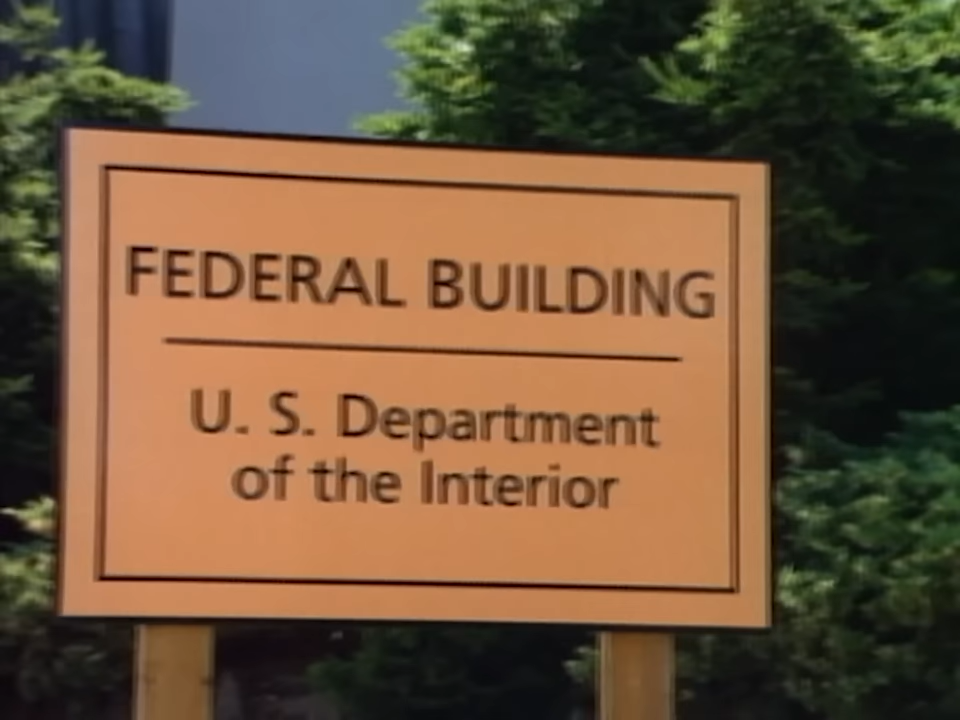 FEDERAL BUILDING
U. S. Department
of the Interior